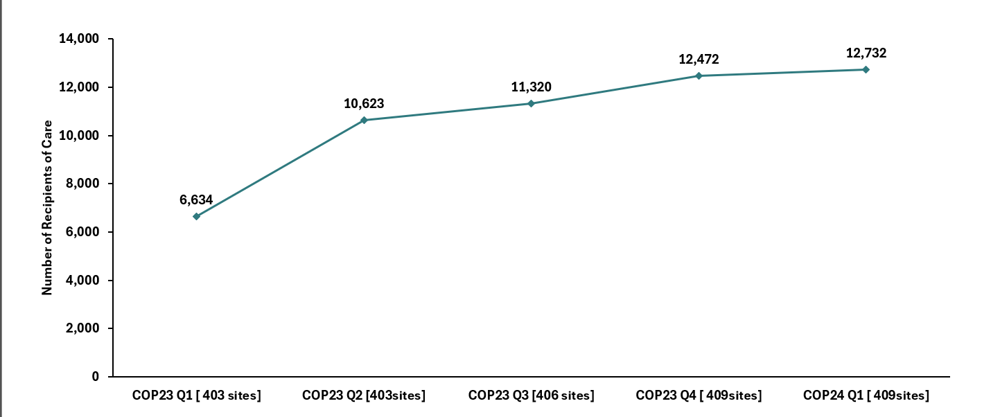 Number of Recipients of Care
14,000
12,000
10,000
8,000
6,000
4,000
2,000
0
6,634
10,623
11,320
12,472
12,732
COP23 Q1 [ 403 sites]
COP23 Q2 [403sites]
COP23 Q3 [406 sites]
COP23 Q4 [ 409sites]
COP24 Q1 [ 409sites]